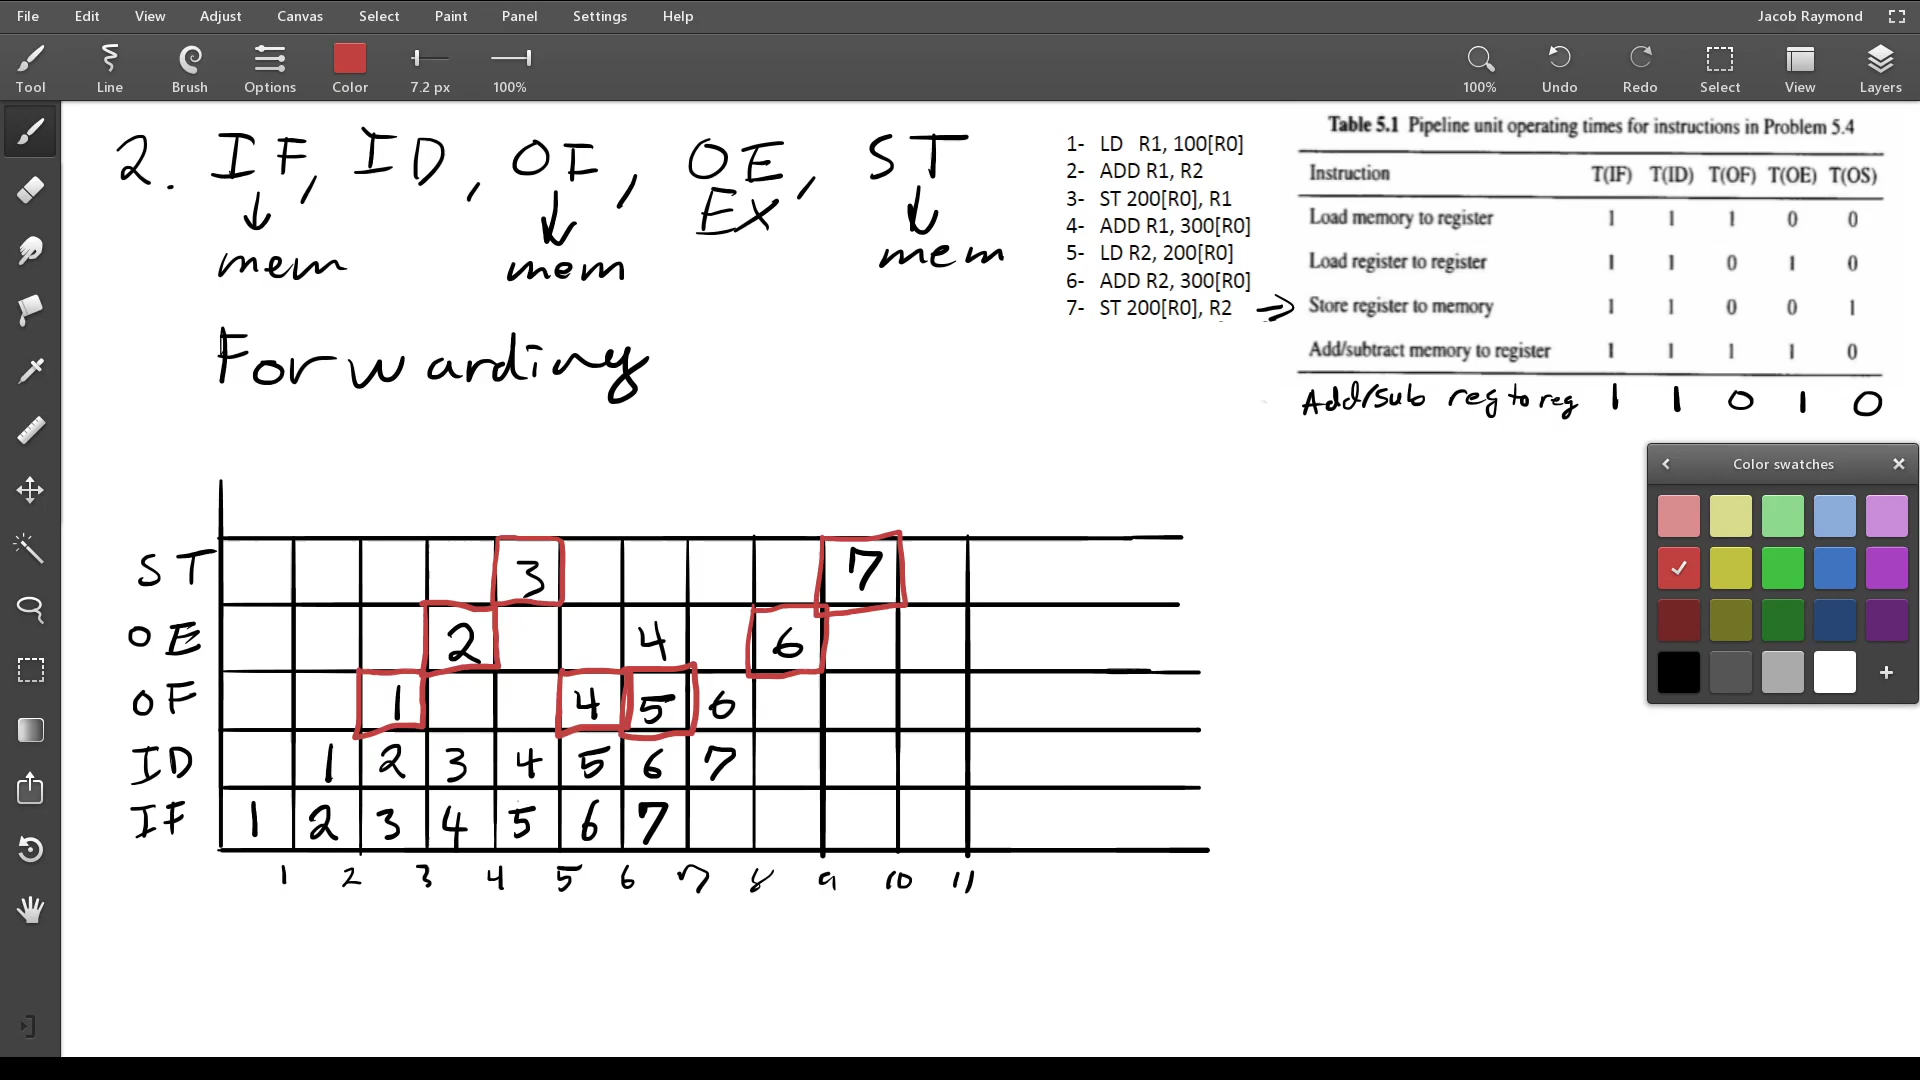 File Edit View Adjust Canvas Select Paint Panel Settings Help Jacob Raymond
Tool Line Brush Options Color 7.2 px 100% 100% Undo Redo Select View Layers
2. IF, ID, OF, OE, ST
EX
mem mem mem
Forwarding
1- LD R1, 100[R0]
2- ADD R1, R2
3- ST 200[R0], R1
4- ADD R1, 300[R0]
5- LD R2, 200[R0]
6- ADD R2, 300[R0]
7- ST 200[R0], R2
Table 5.1 Pipeline unit operating times for instructions in Problem 5.4
Instruction T(IF) T(ID) T(OF) T(OE) T(OS)
Load memory to register 1 1 1 0 0
Load register to register 1 1 0 1 0
Store register to memory 1 1 0 0 1
Add/subtract memory to register 1 1 1 1 0
Add/sub reg to reg 1 1 0 1 0
Color swatches
ST 3 7
OE 2 4 6
OF 1 4 5 6
ID 1 2 3 4 5 6 7
IF 1 2 3 4 5 6 7
1 2 3 4 5 6 7 8 9 10 11